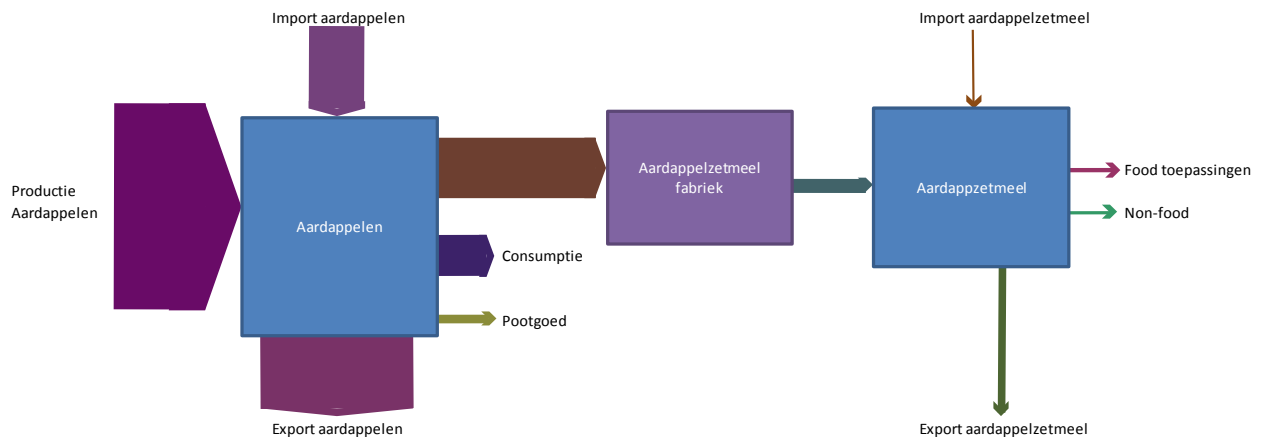 Import aardappelen
Import aardappelzetmeel
Productie
Aardappelen
Aardappelen
Aardappelzetmeel
fabriek
Aardappzetmeel
Food toepassingen
Non-food
Consumptie
Pootgoed
Export aardappelen
Export aardappelzetmeel